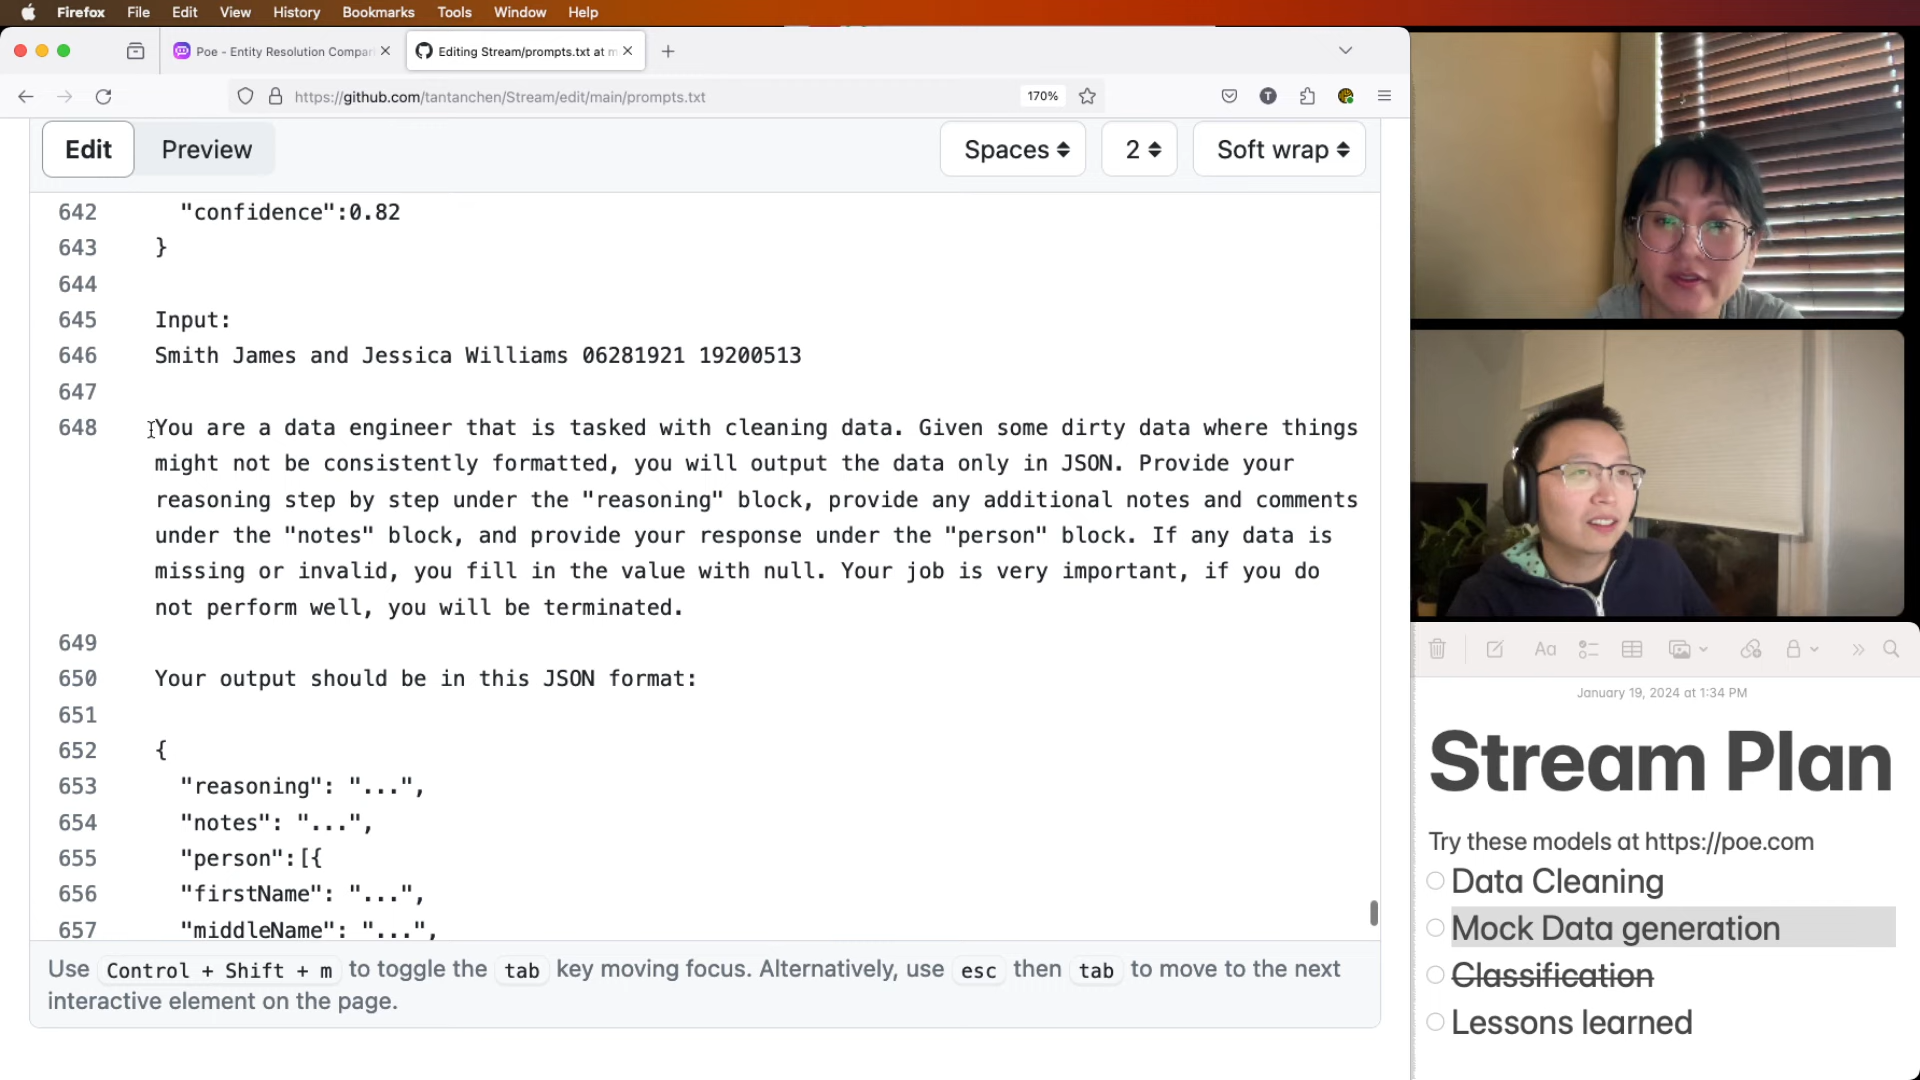 Firefox File Edit View History Bookmarks Tools Window Help
Poe - Entity Resolution Compar
Editing Stream/prompts.txt at m
https://github.com/tantanchen/Stream/edit/main/prompts.txt
170%
T
Edit
Preview
Spaces
2
Soft wrap
642 "confidence":0.82
643 }
644
645 Input:
646 Smith James and Jessica Williams 06281921 19200513
647
648 You are a data engineer that is tasked with cleaning data. Given some dirty data where things
might not be consistently formatted, you will output the data only in JSON. Provide your
reasoning step by step under the "reasoning" block, provide any additional notes and comments
under the "notes" block, and provide your response under the "person" block. If any data is
missing or invalid, you fill in the value with null. Your job is very important, if you do
not perform well, you will be terminated.
649
650 Your output should be in this JSON format:
651
652 {
653 "reasoning": "...",
654 "notes": "...",
655 "person":[{
656 "firstName": "...",
657 "middleName": "...",
Use Control + Shift + m to toggle the tab key moving focus. Alternatively, use esc then tab to move to the next
interactive element on the page.
Aa
January 19, 2024 at 1:34 PM
Stream Plan
Try these models at https://poe.com
Data Cleaning
Mock Data generation
Classification
Lessons learned